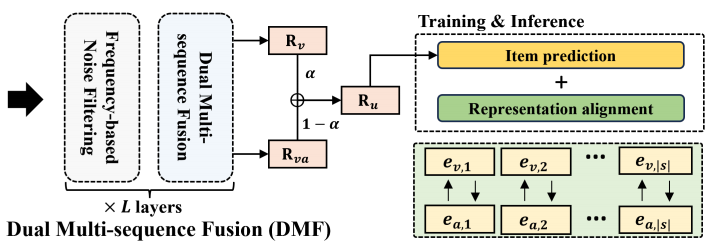 Frequency-based
Noise Filtering
Dual Multi-
sequence Fusion
× L layers
Dual Multi-sequence Fusion (DMF)
R_v
α
1 − α
R_va
R_u
Training & Inference
Item prediction
+
Representation alignment
e_v,1 e_v,2 ··· e_v,|s|
e_a,1 e_a,2 ··· e_a,|s|